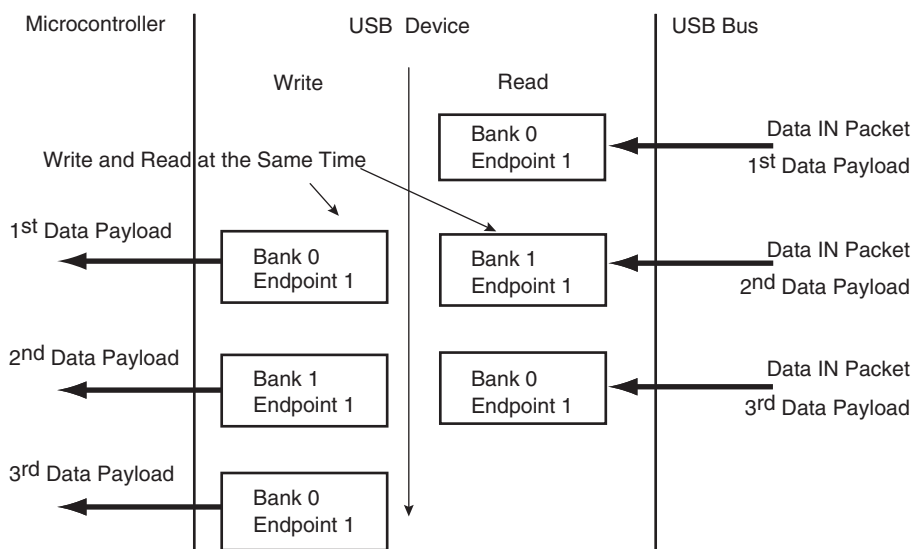 Microcontroller
USB Device
USB Bus
Write
Read
Bank 0
Endpoint 1
Data IN Packet
1st Data Payload
Write and Read at the Same Time
1st Data Payload
Bank 0
Endpoint 1
Bank 1
Endpoint 1
Data IN Packet
2nd Data Payload
2nd Data Payload
Bank 1
Endpoint 1
Bank 0
Endpoint 1
Data IN Packet
3rd Data Payload
3rd Data Payload
Bank 0
Endpoint 1